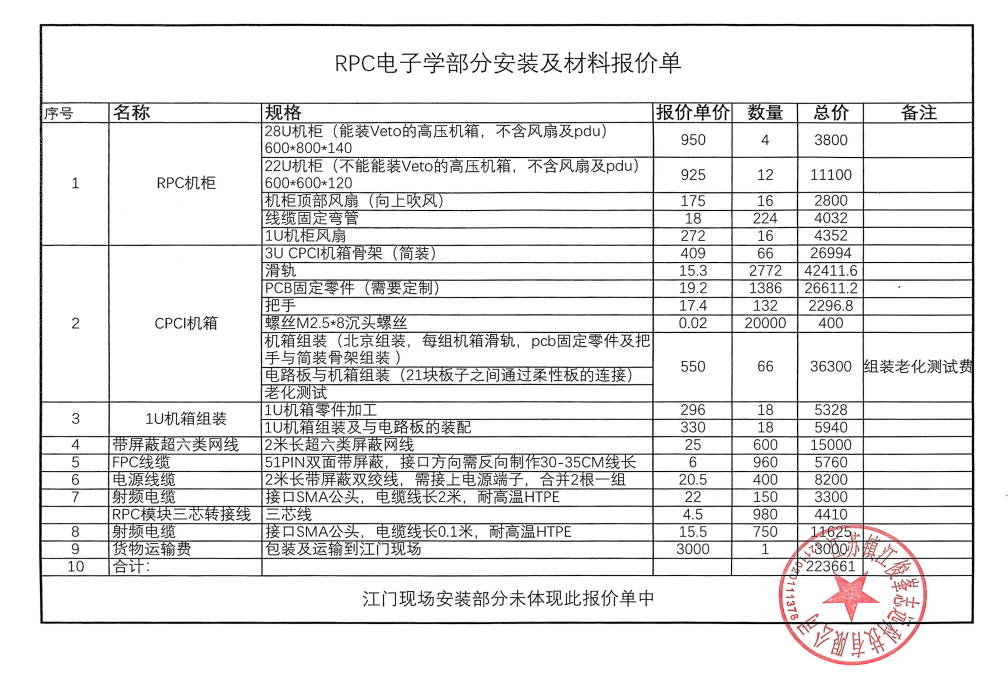 RPC电子学部分安装及材料报价单
序号 名称 规格 报价单价 数量 总价 备注
1 RPC机柜 28U机柜（能装Veto的高压机箱，不含风扇及pdu）
600*800*140 950 4 3800
22U机柜（不能能装Veto的高压机箱，不含风扇及pdu）
600*600*120 925 12 11100
机柜顶部风扇（向上吹风） 175 16 2800
线缆固定弯管 18 224 4032
1U机柜风扇 272 16 4352
2 CPCI机箱 3U CPCI机箱骨架（简装） 409 66 26994
滑轨 15.3 2772 42411.6
PCB固定零件（需要定制） 19.2 1386 26611.2
把手 17.4 132 2296.8
螺丝M2.5*8沉头螺丝 0.02 20000 400
机箱组装（北京组装，每组机箱滑轨，pcb固定零件及把
手与简装骨架组装 ）
电路板与机箱组装（21块板子之间通过柔性板的连接） 550 66 36300 组装老化测试费
老化测试
3 1U机箱组装 1U机箱零件加工 296 18 5328
1U机箱组装及与电路板的装配 330 18 5940
4 带屏蔽超六类网线 2米长超六类屏蔽网线 25 600 15000
5 FPC线缆 51PIN双面带屏蔽，接口方向需反向制作30-35CM线长 6 960 5760
6 电源线缆 2米长带屏蔽双绞线，需接上电源端子，合并2根一组 20.5 400 8200
7 射频电缆 接口SMA公头，电缆线长2米，耐高温HTPE 22 150 3300
RPC模块三芯转接线 三芯线 4.5 980 4410
8 射频电缆 接口SMA公头，电缆线长0.1米，耐高温HTPE 15.5 750 11625
9 货物运输费 包装及运输到江门现场 3000 1 3000
10 合计： 223661
江门现场安装部分未体现此报价单中